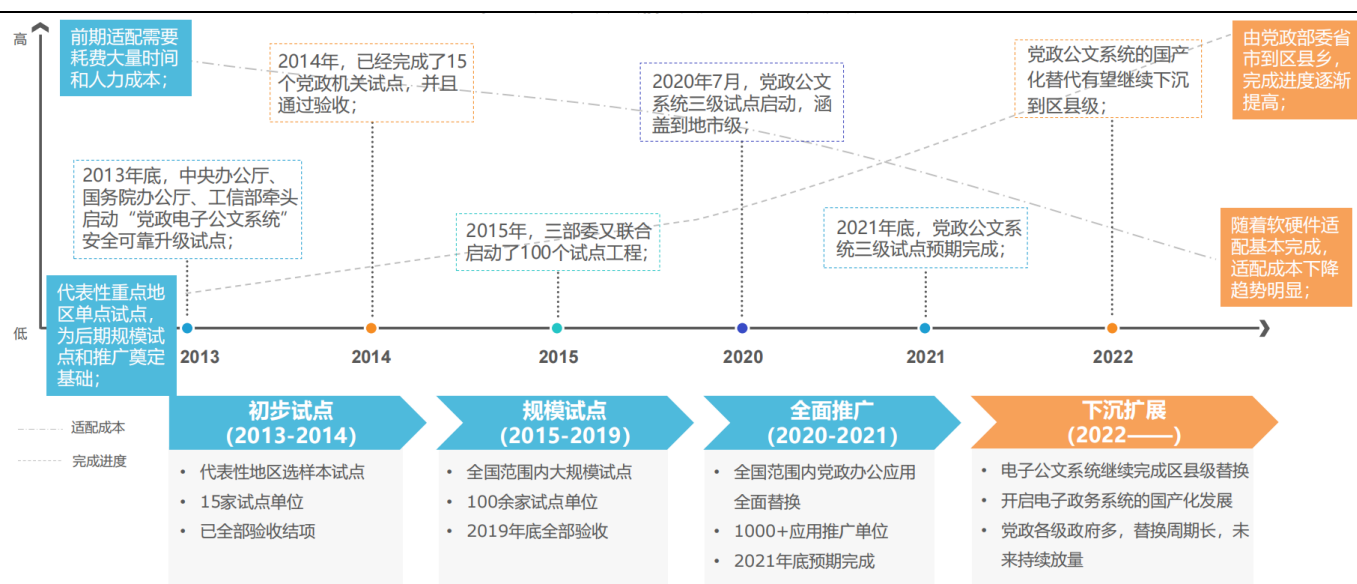 高
前期适配需要
耗费大量时间
和人力成本；
2014年，已经完成了15
个党政机关试点，并且
通过验收；
2020年7月，党政公文
系统三级试点启动，涵
盖到地市级；
党政公文系统的国产
化替代有望继续下沉
到区县级；
由党政部委省
市到区县乡，
完成进度逐渐
提高；
2013年底，中央办公厅、
国务院办公厅、工信部牵头
启动“党政电子公文系统”
安全可靠升级试点；
2015年，三部委又联合
启动了100个试点工程；
2021年底，党政公文系
统三级试点预期完成；
随着软硬件适
配基本完成，
适配成本下降
趋势明显；
代表性重点地
区单点试点，
为后期规模试
点和推广奠定
基础；
低
2013
2014
2015
2020
2021
2022
适配成本
完成进度
初步试点
(2013-2014)
• 代表性地区选样本试点
• 15家试点单位
• 已全部验收结项
规模试点
(2015-2019)
• 全国范围内大规模试点
• 100余家试点单位
• 2019年底全部验收
全面推广
(2020-2021)
• 全国范围内党政办公应用
全面替换
• 1000+应用推广单位
• 2021年底预期完成
下沉扩展
(2022——)
• 电子公文系统继续完成区县级替换
• 开启电子政务系统的国产化发展
• 党政各级政府多，替换周期长，未
来持续放量